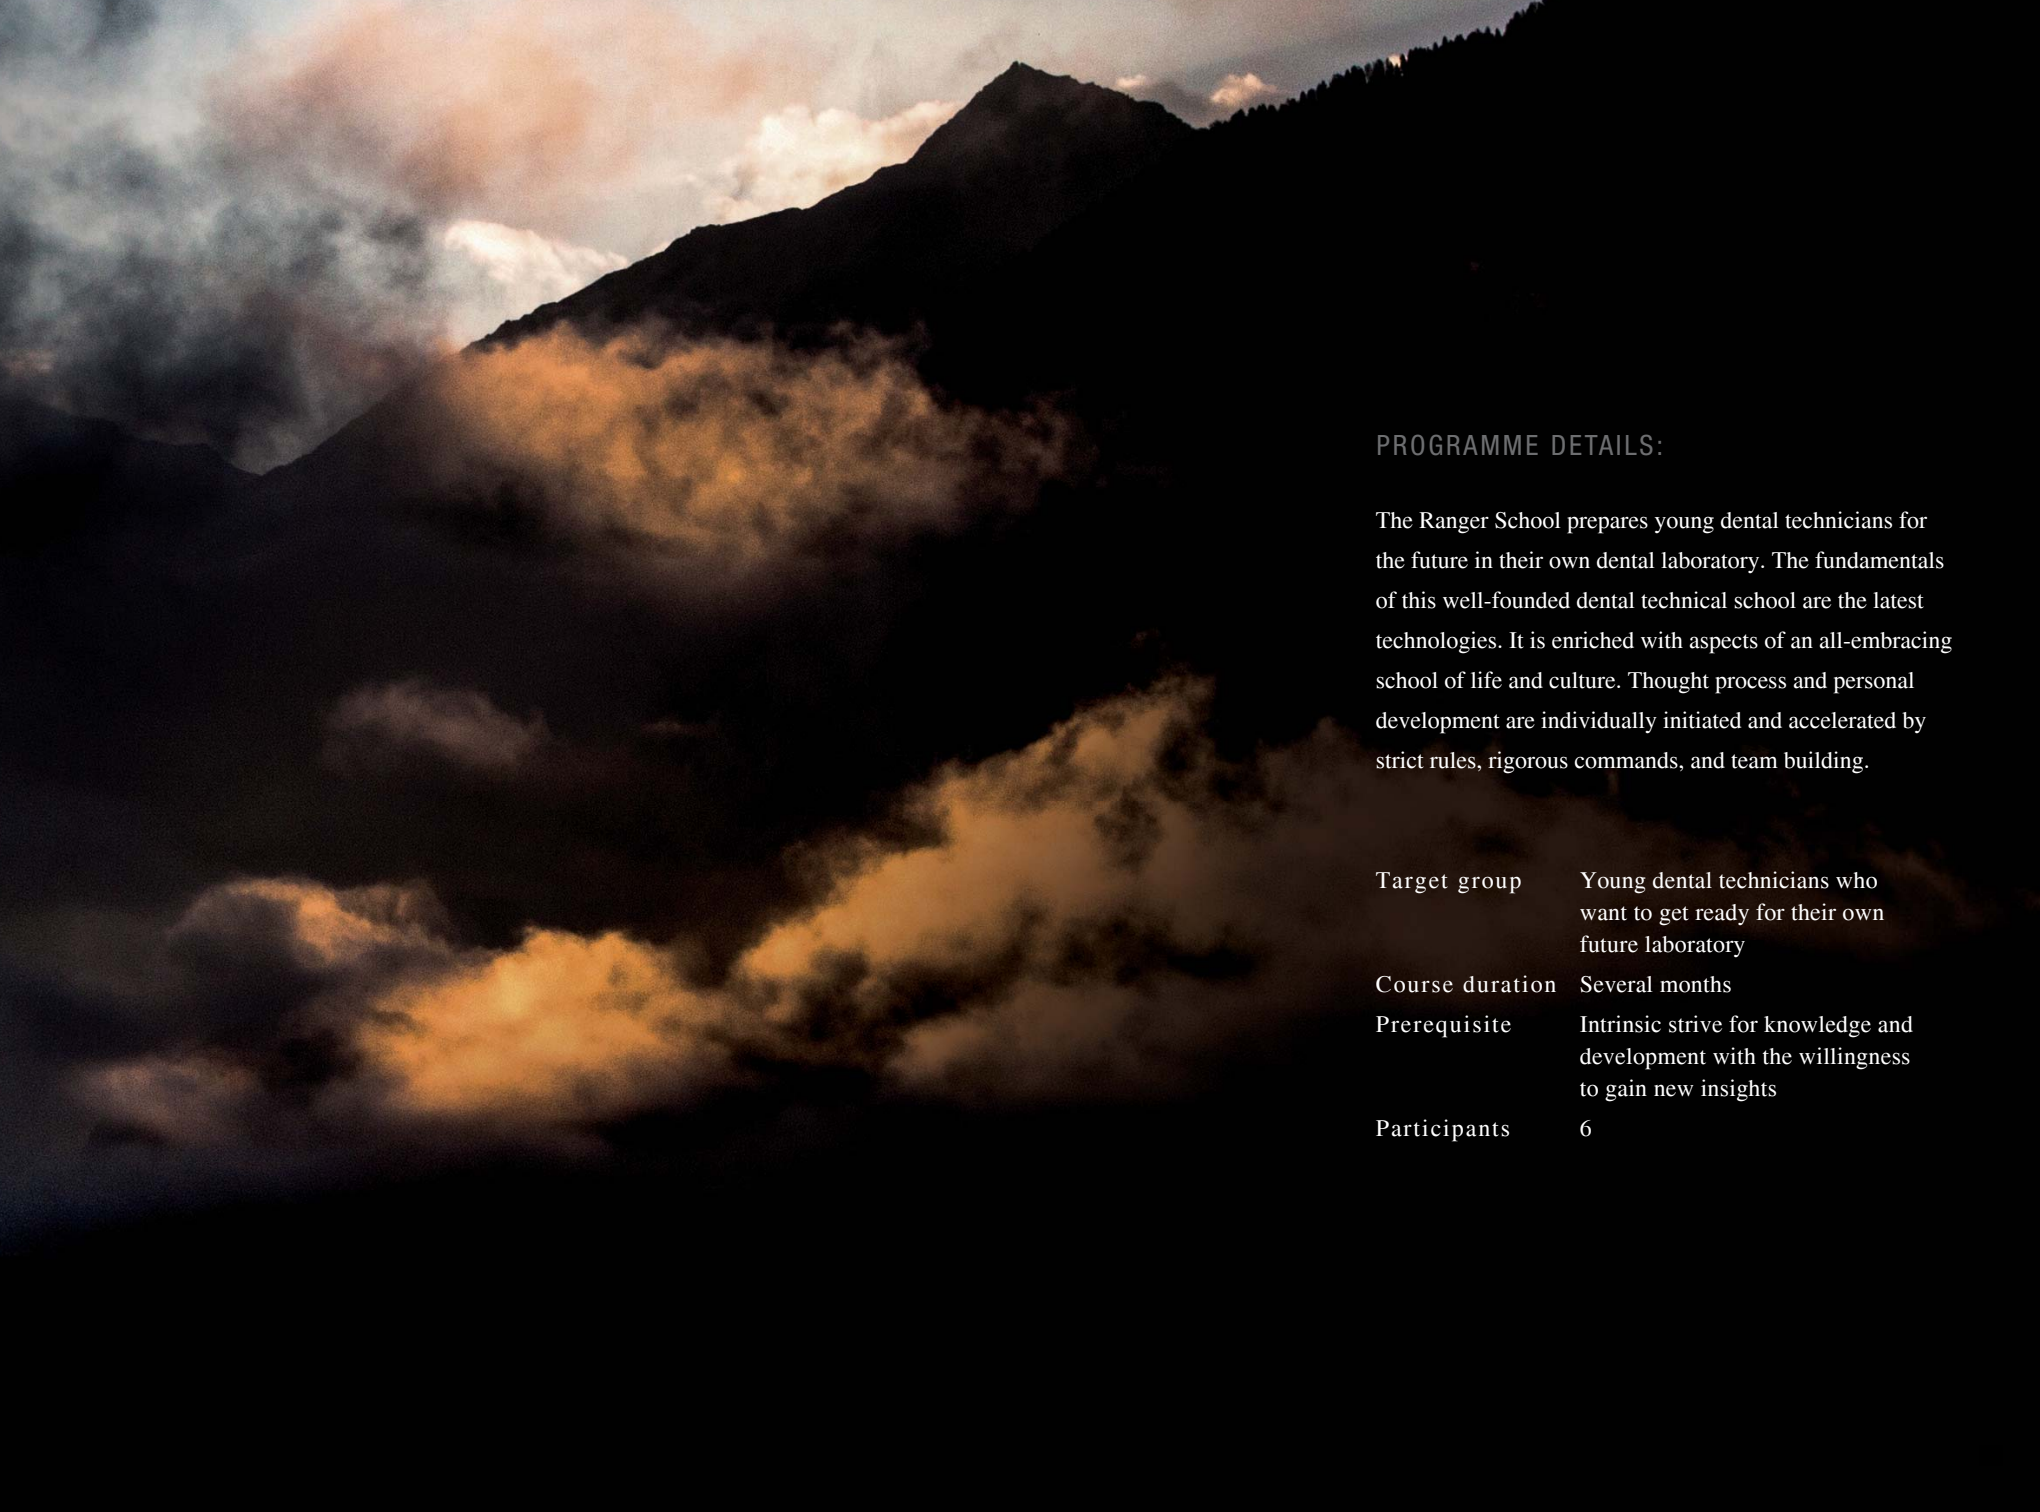 PROGRAMME DETAILS:
The Ranger School prepares young dental technicians for
the future in their own dental laboratory. The fundamentals
of this well-founded dental technical school are the latest
technologies. It is enriched with aspects of an all-embracing
school of life and culture. Thought process and personal
development are individually initiated and accelerated by
strict rules, rigorous commands, and team building.
Target group Young dental technicians who
want to get ready for their own
future laboratory
Course duration Several months
Prerequisite Intrinsic strive for knowledge and
development with the willingness
to gain new insights
Participants 6